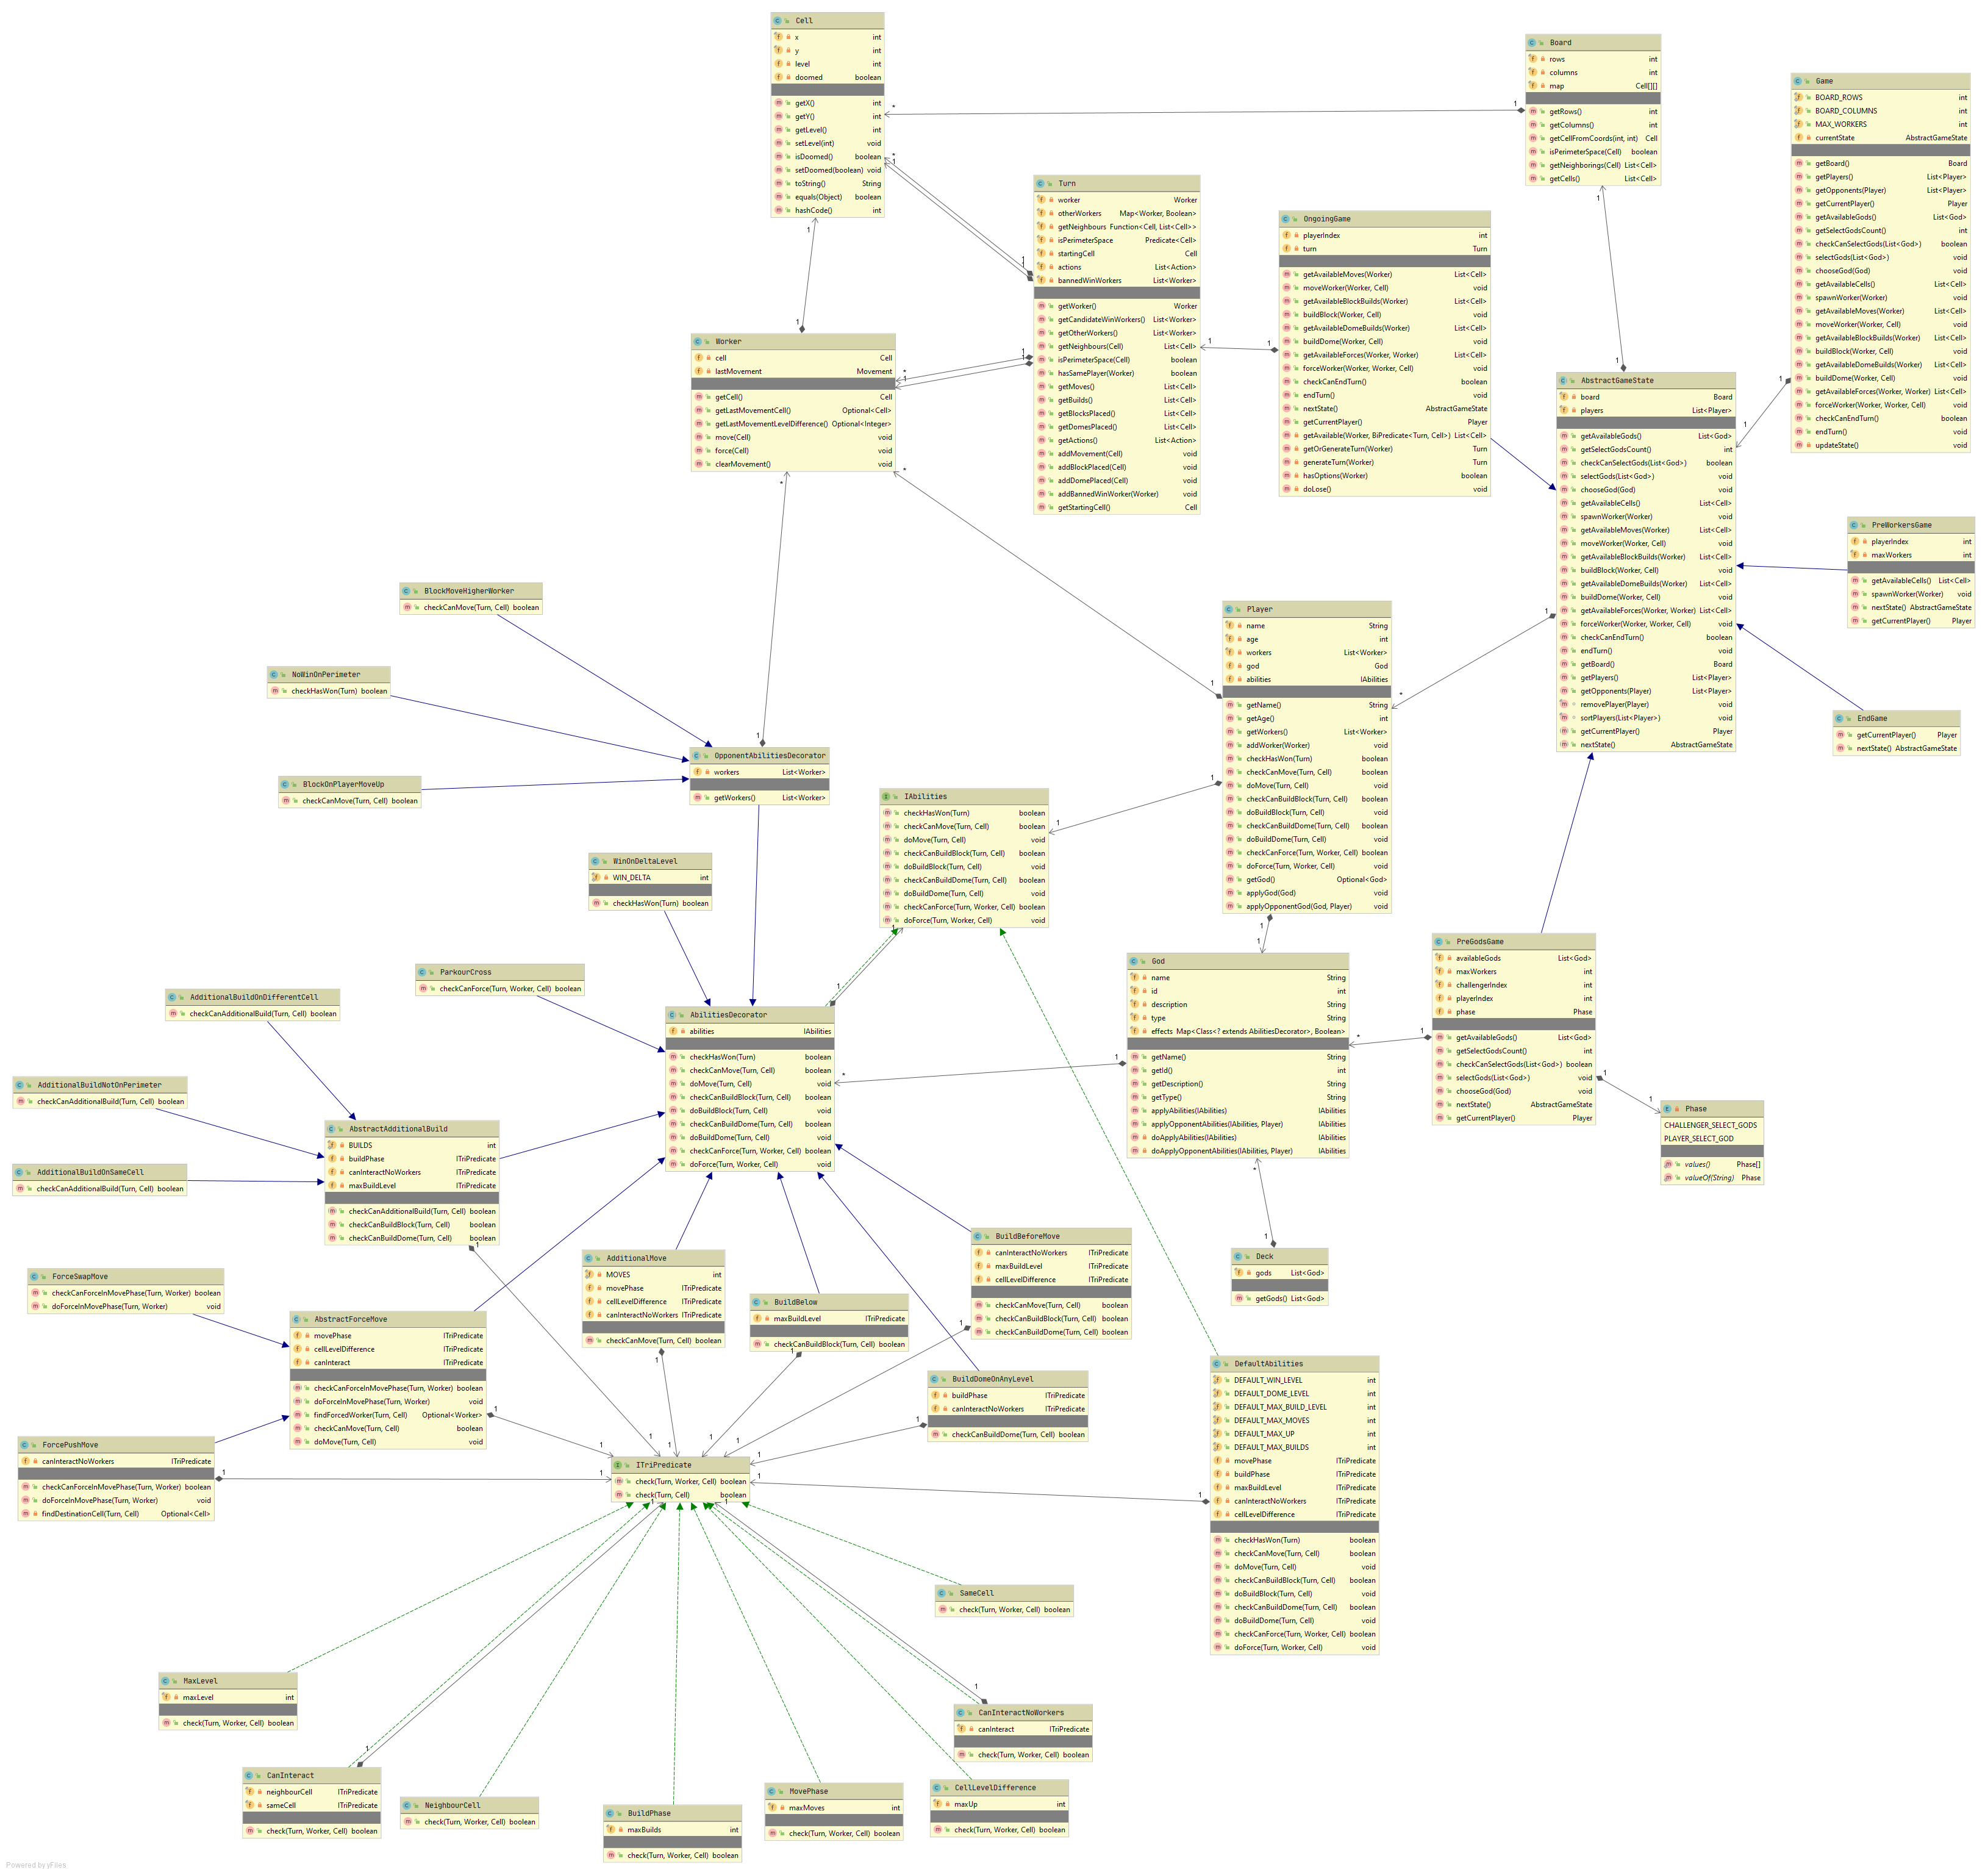 Cell
x int
y int
level int
doomed boolean
getX() int
getY() int
getLevel() int
setLevel(int) void
isDoomed() boolean
setDoomed(boolean) void
toString() String
equals(Object) boolean
hashCode() int
Board
rows int
columns int
map Cell[][]
getRows() int
getColumns() int
getCellFromCoords(int, int) Cell
isPerimeterSpace(Cell) boolean
getNeighborings(Cell) List<Cell>
getCells() List<Cell>
Game
BOARD_ROWS int
BOARD_COLUMNS int
MAX_WORKERS int
currentState AbstractGameState
getBoard() Board
getPlayers() List<Player>
getOpponents(Player) List<Player>
getCurrentPlayer() Player
getAvailableGods() List<God>
getSelectGodsCount() int
checkCanSelectGods(List<God>) boolean
selectGods(List<God>) void
chooseGod(God) void
getAvailableCells() List<Cell>
spawnWorker(Worker) void
getAvailableMoves(Worker) List<Cell>
moveWorker(Worker, Cell) void
getAvailableBlockBuilds(Worker) List<Cell>
buildBlock(Worker, Cell) void
getAvailableDomeBuilds(Worker) List<Cell>
buildDome(Worker, Cell) void
getAvailableForces(Worker, Worker) List<Cell>
forceWorker(Worker, Worker, Cell) void
checkCanEndTurn() boolean
endTurn() void
updateState() void
Turn
worker Worker
otherWorkers Map<Worker, Boolean>
getNeighbours Function<Cell, List<Cell>>
isPerimeterSpace Predicate<Cell>
startingCell Cell
actions List<Action>
bannedWinWorkers List<Worker>
getWorker() Worker
getCandidateWinWorkers() List<Worker>
getOtherWorkers() List<Worker>
getNeighbours(Cell) List<Cell>
isPerimeterSpace(Cell) boolean
hasSamePlayer(Worker) boolean
getMoves() List<Cell>
getBuilds() List<Cell>
getBlocksPlaced() List<Cell>
getDomesPlaced() List<Cell>
getActions() List<Action>
addMovement(Cell) void
addBlockPlaced(Cell) void
addDomePlaced(Cell) void
addBannedWinWorker(Worker) void
getStartingCell() Cell
OngoingGame
playerIndex int
turn Turn
getAvailableMoves(Worker) List<Cell>
moveWorker(Worker, Cell) void
getAvailableBlockBuilds(Worker) List<Cell>
buildBlock(Worker, Cell) void
getAvailableDomeBuilds(Worker) List<Cell>
buildDome(Worker, Cell) void
getAvailableForces(Worker, Worker) List<Cell>
forceWorker(Worker, Worker, Cell) void
checkCanEndTurn() boolean
endTurn() void
nextState() AbstractGameState
getCurrentPlayer() Player
getAvailable(Worker, BiPredicate<Turn, Cell>) List<Cell>
getOrGenerateTurn(Worker) Turn
generateTurn(Worker) Turn
hasOptions(Worker) boolean
doLose() void
Worker
cell Cell
lastMovement Movement
getCell() Cell
getLastMovementCell() Optional<Cell>
getLastMovementLevelDifference() Optional<Integer>
move(Cell) void
force(Cell) void
clearMovement() void
AbstractGameState
board Board
players List<Player>
getAvailableGods() List<God>
getSelectGodsCount() int
checkCanSelectGods(List<God>) boolean
selectGods(List<God>) void
chooseGod(God) void
getAvailableCells() List<Cell>
spawnWorker(Worker) void
getAvailableMoves(Worker) List<Cell>
moveWorker(Worker, Cell) void
getAvailableBlockBuilds(Worker) List<Cell>
buildBlock(Worker, Cell) void
getAvailableDomeBuilds(Worker) List<Cell>
buildDome(Worker, Cell) void
getAvailableForces(Worker, Worker) List<Cell>
forceWorker(Worker, Worker, Cell) void
checkCanEndTurn() boolean
endTurn() void
getBoard() Board
getPlayers() List<Player>
getOpponents(Player) List<Player>
removePlayer(Player) void
sortPlayers(List<Player>) void
getCurrentPlayer() Player
nextState() AbstractGameState
PreWorkersGame
playerIndex int
maxWorkers int
getAvailableCells() List<Cell>
spawnWorker(Worker) void
nextState() AbstractGameState
getCurrentPlayer() Player
EndGame
getCurrentPlayer() Player
nextState() AbstractGameState
BlockMoveHigherWorker
checkCanMove(Turn, Cell) boolean
NoWinOnPerimeter
checkHasWon(Turn) boolean
BlockOnPlayerMoveUp
checkCanMove(Turn, Cell) boolean
OpponentAbilitiesDecorator
workers List<Worker>
getWorkers() List<Worker>
Player
name String
age int
workers List<Worker>
god God
abilities IAbilities
getName() String
getAge() int
getWorkers() List<Worker>
addWorker(Worker) void
checkHasWon(Turn) boolean
checkCanMove(Turn, Cell) boolean
doMove(Turn, Cell) void
checkCanBuildBlock(Turn, Cell) boolean
doBuildBlock(Turn, Cell) void
checkCanBuildDome(Turn, Cell) boolean
doBuildDome(Turn, Cell) void
checkCanForce(Turn, Worker, Cell) boolean
doForce(Turn, Worker, Cell) void
getGod() Optional<God>
applyGod(God) void
applyOpponentGod(God, Player) void
IAbilities
checkHasWon(Turn) boolean
checkCanMove(Turn, Cell) boolean
doMove(Turn, Cell) void
checkCanBuildBlock(Turn, Cell) boolean
doBuildBlock(Turn, Cell) void
checkCanBuildDome(Turn, Cell) boolean
doBuildDome(Turn, Cell) void
checkCanForce(Turn, Worker, Cell) boolean
doForce(Turn, Worker, Cell) void
WinOnDeltaLevel
WIN_DELTA int
checkHasWon(Turn) boolean
ParkourCross
checkCanForce(Turn, Worker, Cell) boolean
AdditionalBuildOnDifferentCell
checkCanAdditionalBuild(Turn, Cell) boolean
AdditionalBuildNotOnPerimeter
checkCanAdditionalBuild(Turn, Cell) boolean
AdditionalBuildOnSameCell
checkCanAdditionalBuild(Turn, Cell) boolean
AbilitiesDecorator
abilities IAbilities
checkHasWon(Turn) boolean
checkCanMove(Turn, Cell) boolean
doMove(Turn, Cell) void
checkCanBuildBlock(Turn, Cell) boolean
doBuildBlock(Turn, Cell) void
checkCanBuildDome(Turn, Cell) boolean
doBuildDome(Turn, Cell) void
checkCanForce(Turn, Worker, Cell) boolean
doForce(Turn, Worker, Cell) void
God
name String
id int
description String
type String
effects Map<Class<? extends AbilitiesDecorator>, Boolean>
getName() String
getId() int
getDescription() String
getType() String
applyAbilities(IAbilities) IAbilities
applyOpponentAbilities(IAbilities, Player) IAbilities
doApplyAbilities(IAbilities) IAbilities
doApplyOpponentAbilities(IAbilities, Player) IAbilities
PreGodsGame
availableGods List<God>
maxWorkers int
challengerIndex int
playerIndex int
phase Phase
getAvailableGods() List<God>
getSelectGodsCount() int
checkCanSelectGods(List<God>) boolean
selectGods(List<God>) void
chooseGod(God) void
nextState() AbstractGameState
getCurrentPlayer() Player
Phase
CHALLENGER_SELECT_GODS
PLAYER_SELECT_GOD
values() Phase[]
valueOf(String) Phase
AbstractAdditionalBuild
BUILDS int
buildPhase ITriPredicate
canInteractNoWorkers ITriPredicate
maxBuildLevel ITriPredicate
checkCanAdditionalBuild(Turn, Cell) boolean
checkCanBuildBlock(Turn, Cell) boolean
checkCanBuildDome(Turn, Cell) boolean
Deck
gods List<God>
getGods() List<God>
BuildBeforeMove
canInteractNoWorkers ITriPredicate
maxBuildLevel ITriPredicate
cellLevelDifference ITriPredicate
checkCanMove(Turn, Cell) boolean
checkCanBuildBlock(Turn, Cell) boolean
checkCanBuildDome(Turn, Cell) boolean
AdditionalMove
MOVES int
movePhase ITriPredicate
cellLevelDifference ITriPredicate
canInteractNoWorkers ITriPredicate
checkCanMove(Turn, Cell) boolean
BuildBelow
maxBuildLevel ITriPredicate
checkCanBuildBlock(Turn, Cell) boolean
ForceSwapMove
checkCanForceInMovePhase(Turn, Worker) boolean
doForceInMovePhase(Turn, Worker) void
AbstractForceMove
movePhase ITriPredicate
cellLevelDifference ITriPredicate
canInteract ITriPredicate
checkCanForceInMovePhase(Turn, Worker) boolean
doForceInMovePhase(Turn, Worker) void
findForcedWorker(Turn, Cell) Optional<Worker>
checkCanMove(Turn, Cell) boolean
doMove(Turn, Cell) void
BuildDomeOnAnyLevel
buildPhase ITriPredicate
canInteractNoWorkers ITriPredicate
checkCanBuildDome(Turn, Cell) boolean
DefaultAbilities
DEFAULT_WIN_LEVEL int
DEFAULT_DOME_LEVEL int
DEFAULT_MAX_BUILD_LEVEL int
DEFAULT_MAX_MOVES int
DEFAULT_MAX_UP int
DEFAULT_MAX_BUILDS int
movePhase ITriPredicate
buildPhase ITriPredicate
maxBuildLevel ITriPredicate
canInteractNoWorkers ITriPredicate
cellLevelDifference ITriPredicate
checkHasWon(Turn) boolean
checkCanMove(Turn, Cell) boolean
doMove(Turn, Cell) void
checkCanBuildBlock(Turn, Cell) boolean
doBuildBlock(Turn, Cell) void
checkCanBuildDome(Turn, Cell) boolean
doBuildDome(Turn, Cell) void
checkCanForce(Turn, Worker, Cell) boolean
doForce(Turn, Worker, Cell) void
ForcePushMove
canInteractNoWorkers ITriPredicate
checkCanForceInMovePhase(Turn, Worker) boolean
doForceInMovePhase(Turn, Worker) void
findDestinationCell(Turn, Cell) Optional<Cell>
ITriPredicate
check(Turn, Worker, Cell) boolean
check(Turn, Cell) boolean
SameCell
check(Turn, Worker, Cell) boolean
MaxLevel
maxLevel int
check(Turn, Worker, Cell) boolean
CanInteractNoWorkers
canInteract ITriPredicate
check(Turn, Worker, Cell) boolean
CanInteract
neighbourCell ITriPredicate
sameCell ITriPredicate
check(Turn, Worker, Cell) boolean
NeighbourCell
check(Turn, Worker, Cell) boolean
BuildPhase
maxBuilds int
check(Turn, Worker, Cell) boolean
MovePhase
maxMoves int
check(Turn, Worker, Cell) boolean
CellLevelDifference
maxUp int
check(Turn, Worker, Cell) boolean
Powered by yFiles